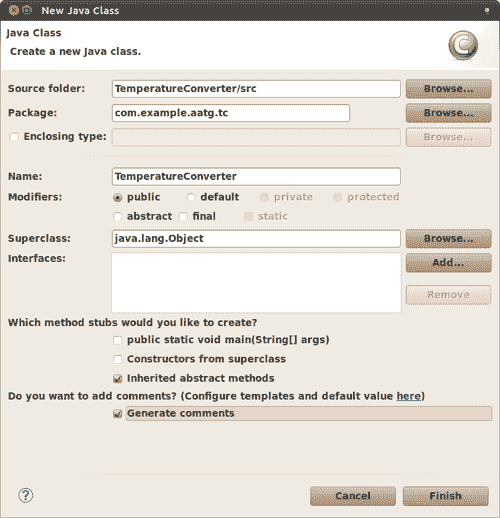 New Java Class
Java Class
Create a new Java class.
C
Source folder: TemperatureConverter/src Browse...
Package: com.example.aatg.tc Browse...
Enclosing type: Browse...
Name: TemperatureConverter
Modifiers: public default private protected
abstract final static
Superclass: java.lang.Object Browse...
Interfaces: Add...
Remove
Which method stubs would you like to create?
public static void main(String[] args)
Constructors from superclass
Inherited abstract methods
Do you want to add comments? (Configure templates and default value here)
Generate comments
? Cancel Finish